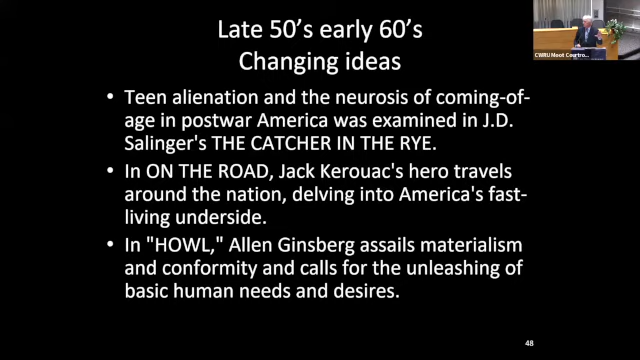 Late 50's early 60's
Changing ideas
• Teen alienation and the neurosis of coming-of-
age in postwar America was examined in J.D.
Salinger's THE CATCHER IN THE RYE.
• In ON THE ROAD, Jack Kerouac's hero travels
around the nation, delving into America's fast-
living underside.
• In "HOWL," Allen Ginsberg assails materialism
and conformity and calls for the unleashing of
basic human needs and desires.
48
CWRU Moot Courtro...